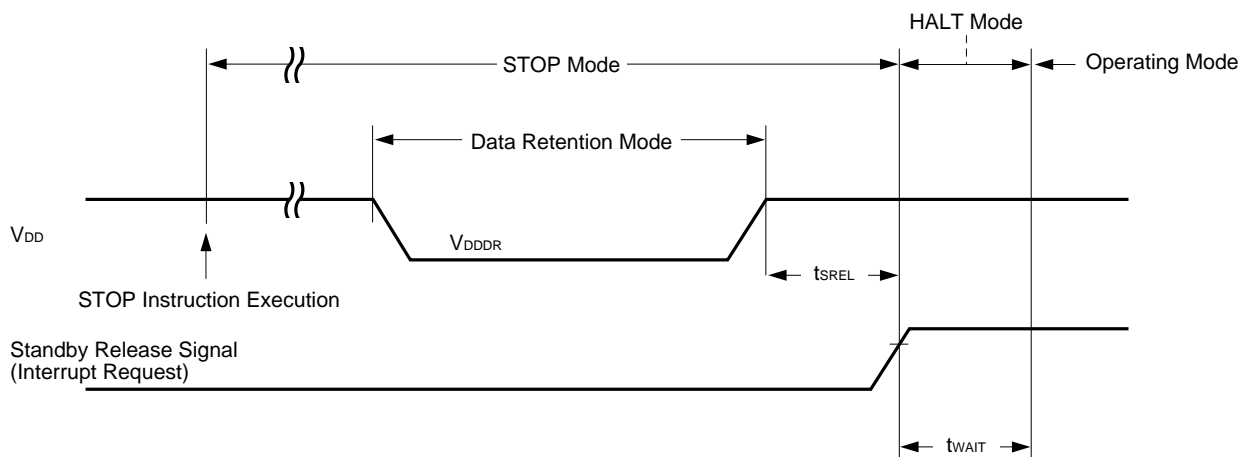 HALT Mode
STOP Mode
Operating Mode
Data Retention Mode
VDD
VDDDR
tSREL
STOP Instruction Execution
Standby Release Signal
(Interrupt Request)
tWAIT